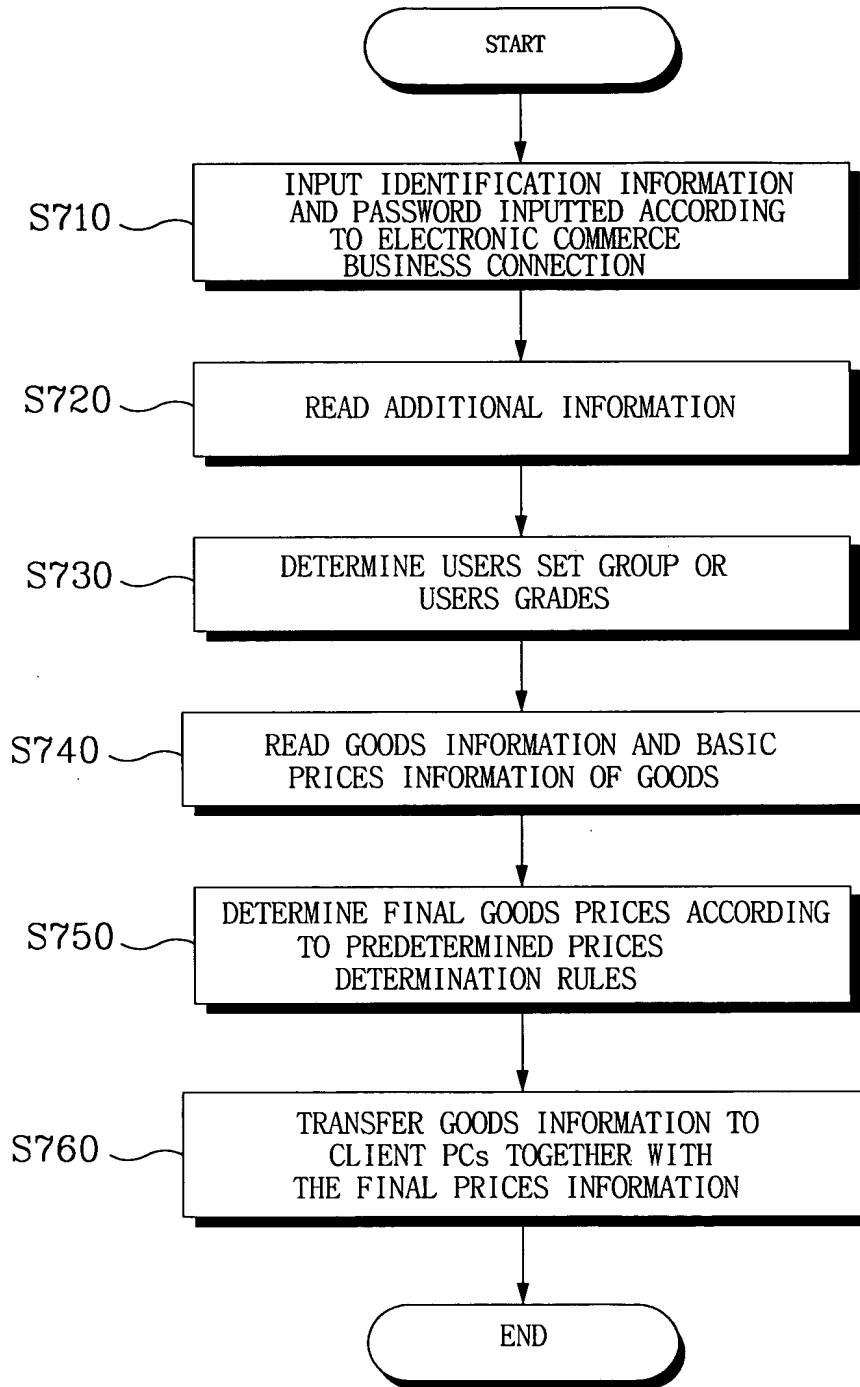 START
S710
INPUT IDENTIFICATION INFORMATION
AND PASSWORD INPUTTED ACCORDING
TO ELECTRONIC COMMERCE
BUSINESS CONNECTION
S720
READ ADDITIONAL INFORMATION
S730
DETERMINE USERS SET GROUP OR
USERS GRADES
S740
READ GOODS INFORMATION AND BASIC
PRICES INFORMATION OF GOODS
S750
DETERMINE FINAL GOODS PRICES ACCORDING
TO PREDETERMINED PRICES
DETERMINATION RULES
S760
TRANSFER GOODS INFORMATION TO
CLIENT PCs TOGETHER WITH
THE FINAL PRICES INFORMATION
END